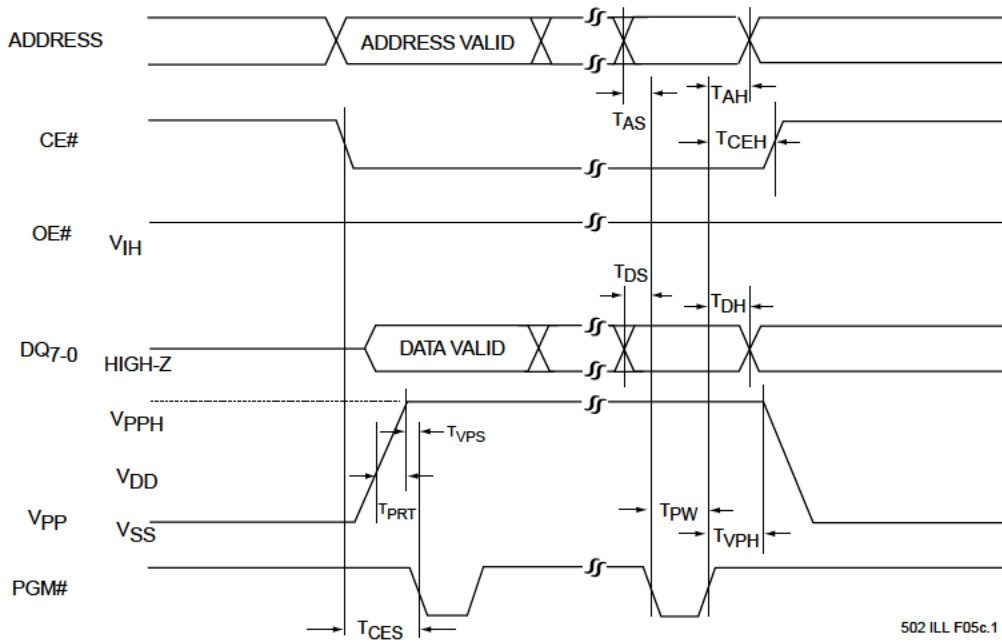 ADDRESS
ADDRESS VALID
TAS
TAH
CE#
TCEH
OE#
VIH
TDS
TDH
DQ7-0
HIGH-Z
DATA VALID
VPPH
TVPS
VDD
TPRT
VPP
VSS
TPW
TVPH
PGM#
TCES
502 ILL F05c.1